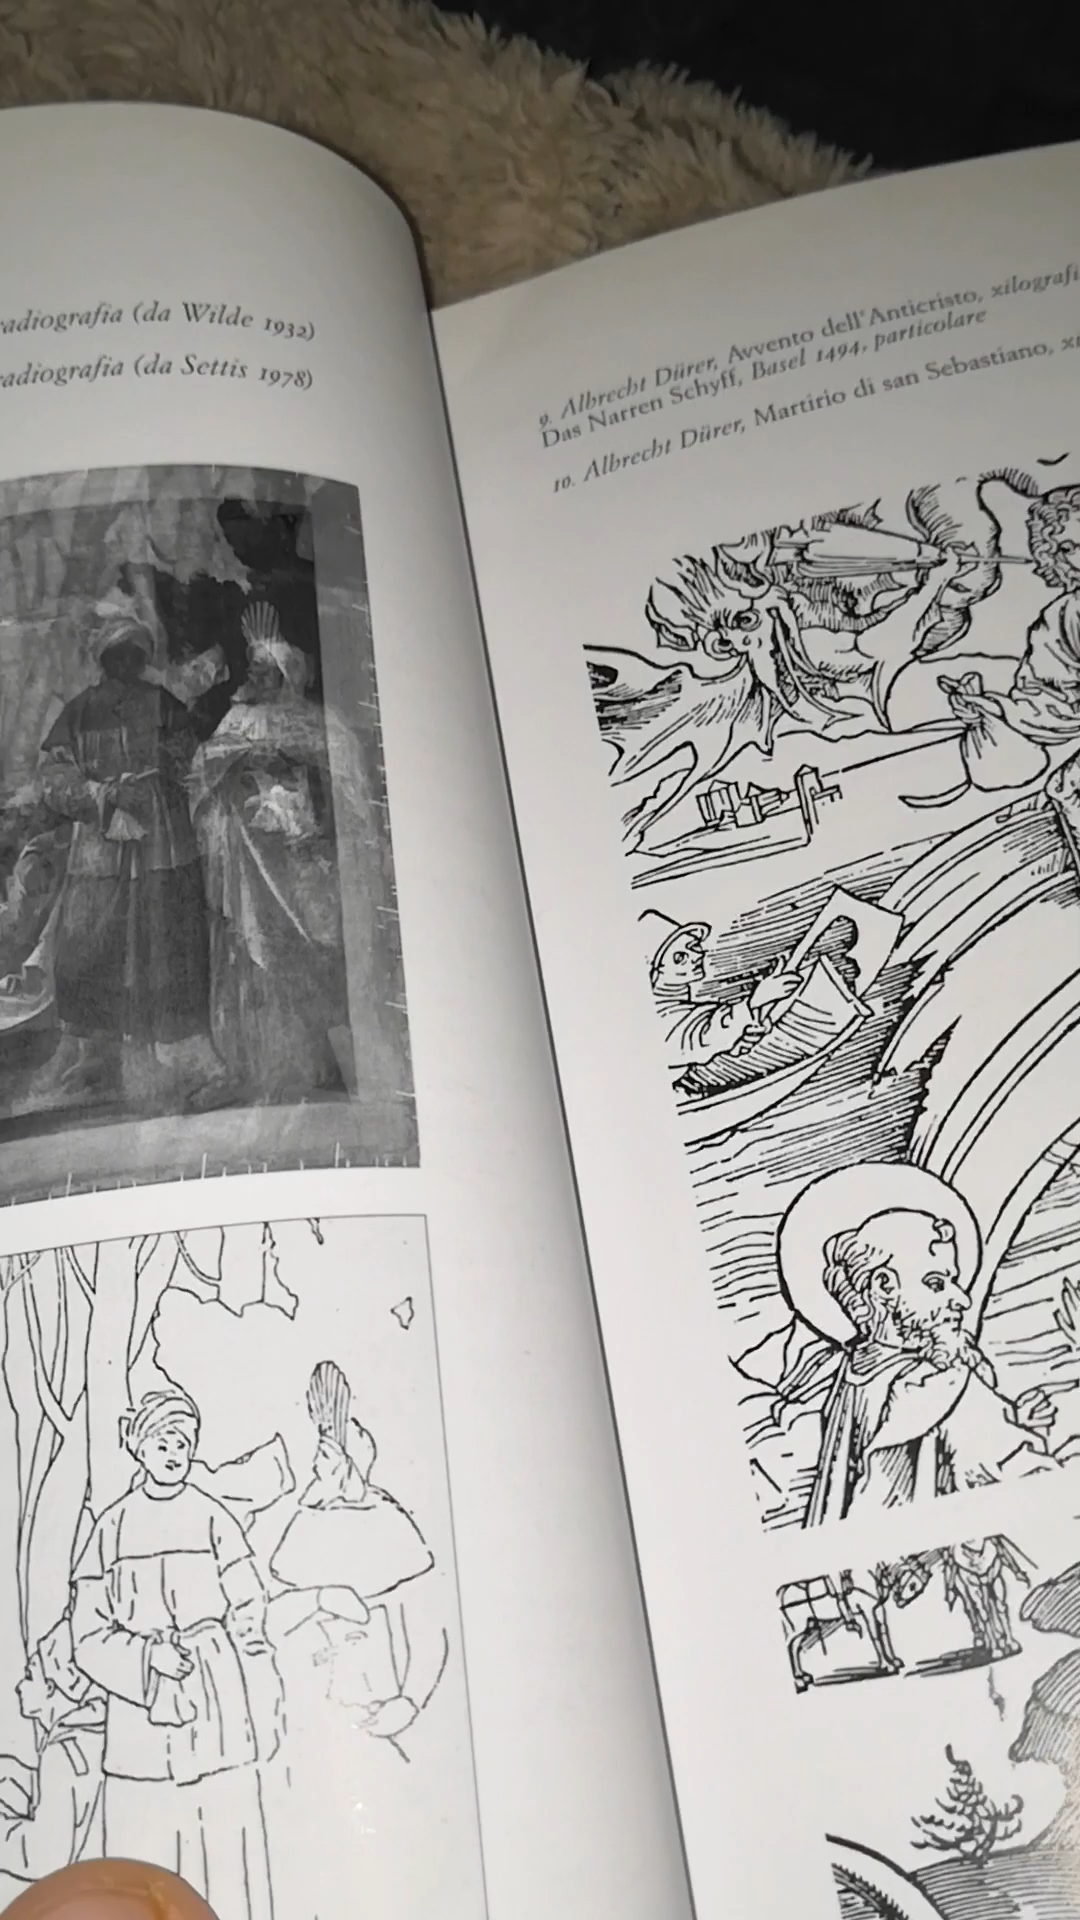 radiografia (da Wilde 1932)
radiografia (da Settis 1978)
9. Albrecht Dürer, Avvento dell'Anticristo, xilografi
Das Narren Schyff, Basel 1494, particolare
10. Albrecht Dürer, Martirio di san Sebastiano, xi